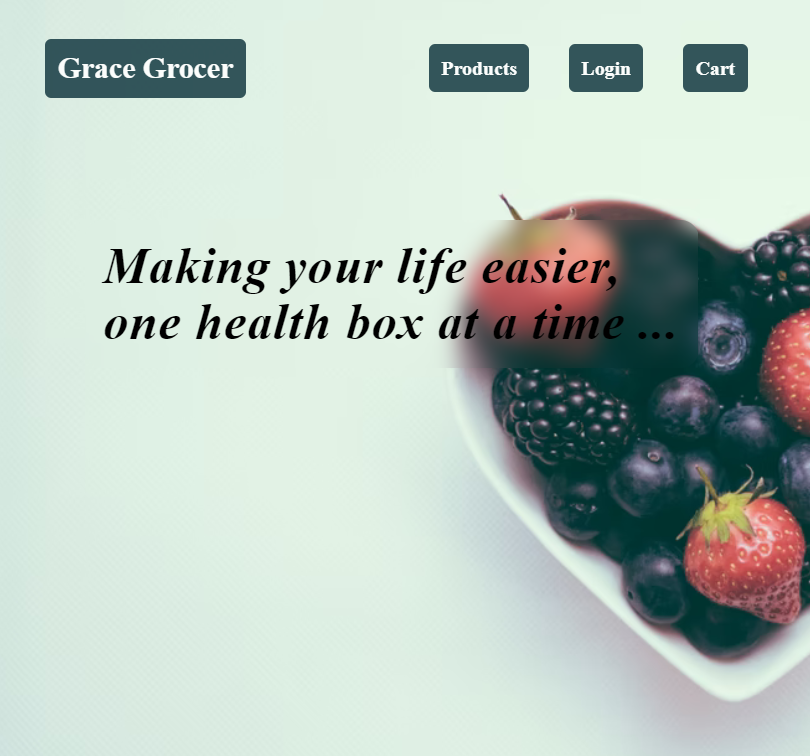 Grace Grocer
Products
Login
Cart
Making your life easier,
one health box at a time ...